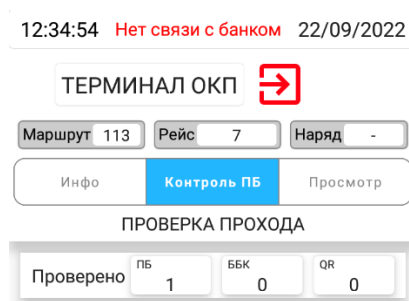 12:34:54 Нет связи с банком 22/09/2022
ТЕРМИНАЛ ОКП
Маршрут 113 Рейс 7 Наряд -
Инфо Контроль ПБ Просмотр
ПРОВЕРКА ПРОХОДА
Проверено ПБ 1 ББК 0 QR 0